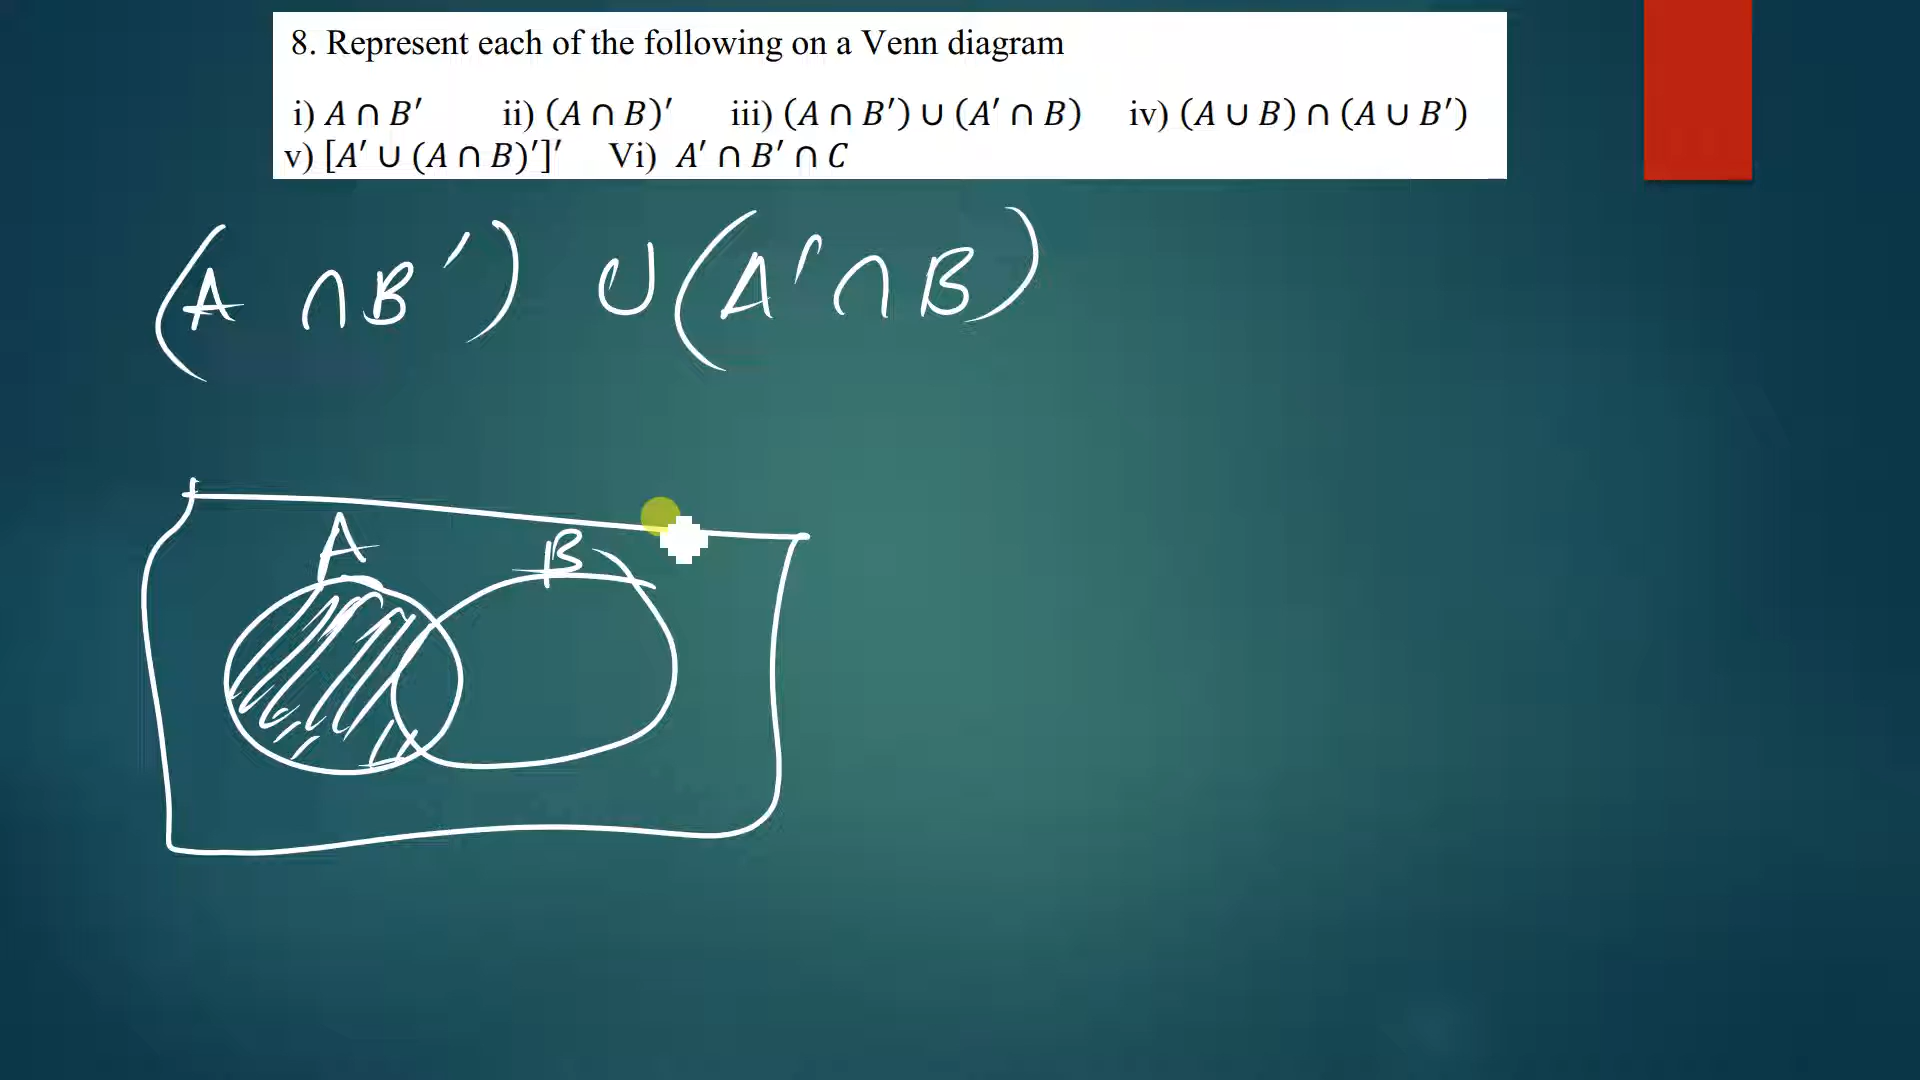 8. Represent each of the following on a Venn diagram
i) A ∩ B′ ii) (A ∩ B)′ iii) (A ∩ B′) ∪ (A′ ∩ B) iv) (A ∪ B) ∩ (A ∪ B′)
v) [A′ ∪ (A ∩ B)′]′ Vi) A′ ∩ B′ ∩ C
(A ∩ B′) ∪ (A′ ∩ B)
A B